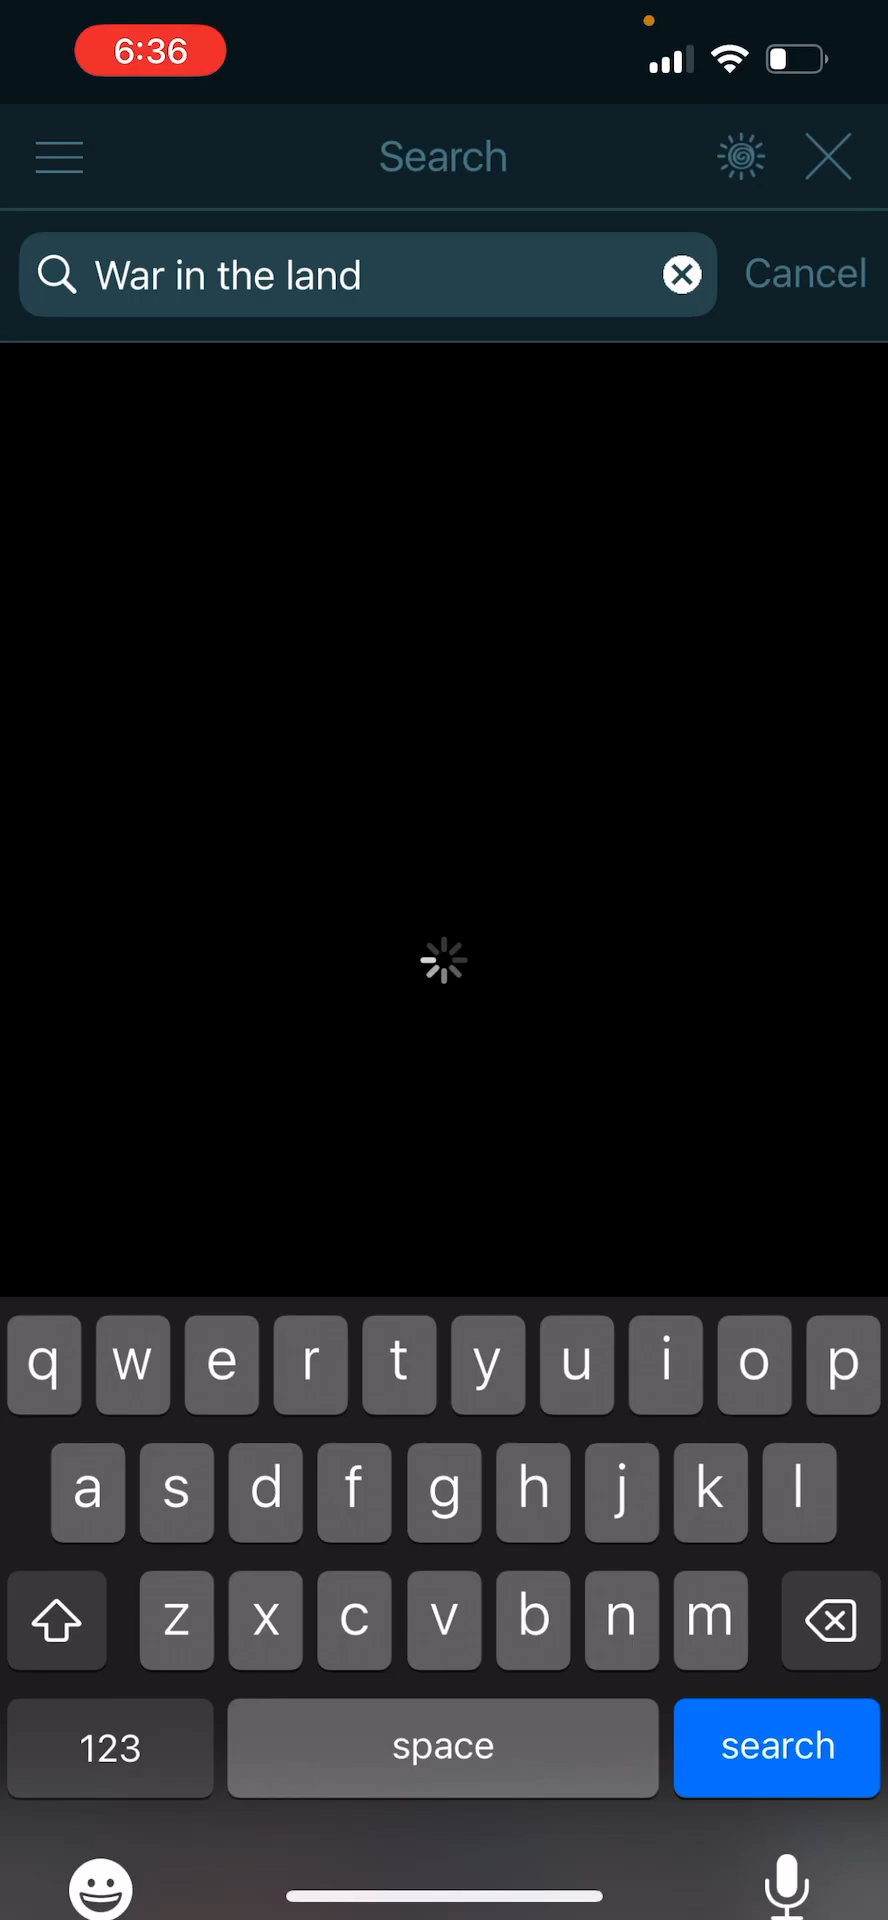 6:36
Search
War in the land
Cancel
q w e r t y u i o p
a s d f g h j k l
z x c v b n m
123 space search